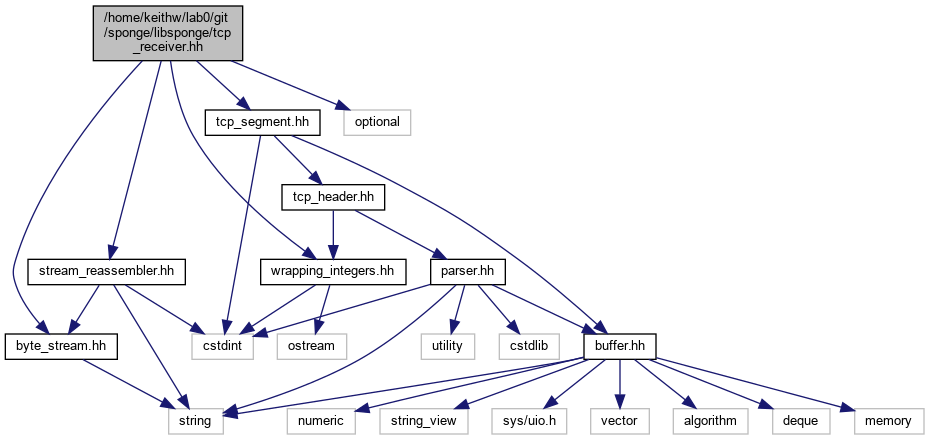 /home/keithw/lab0/git
/sponge/libsponge/tcp
_receiver.hh
tcp_segment.hh
optional
tcp_header.hh
stream_reassembler.hh
wrapping_integers.hh
parser.hh
byte_stream.hh
cstdint
ostream
utility
cstdlib
buffer.hh
string
numeric
string_view
sys/uio.h
vector
algorithm
deque
memory